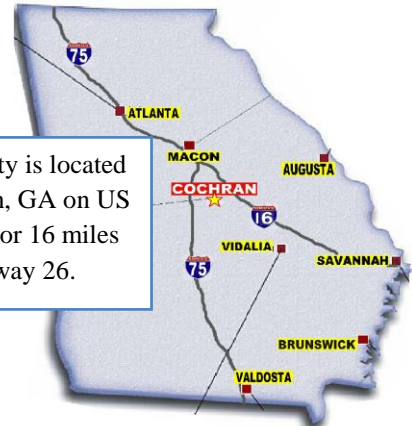 75
ATLANTA
MACON
AUGUSTA
ty is located
, GA on US
or 16 miles
way 26.
COCHRAN
16
75
VIDALIA
SAVANNAH
BRUNSWICK
VALDOSTA